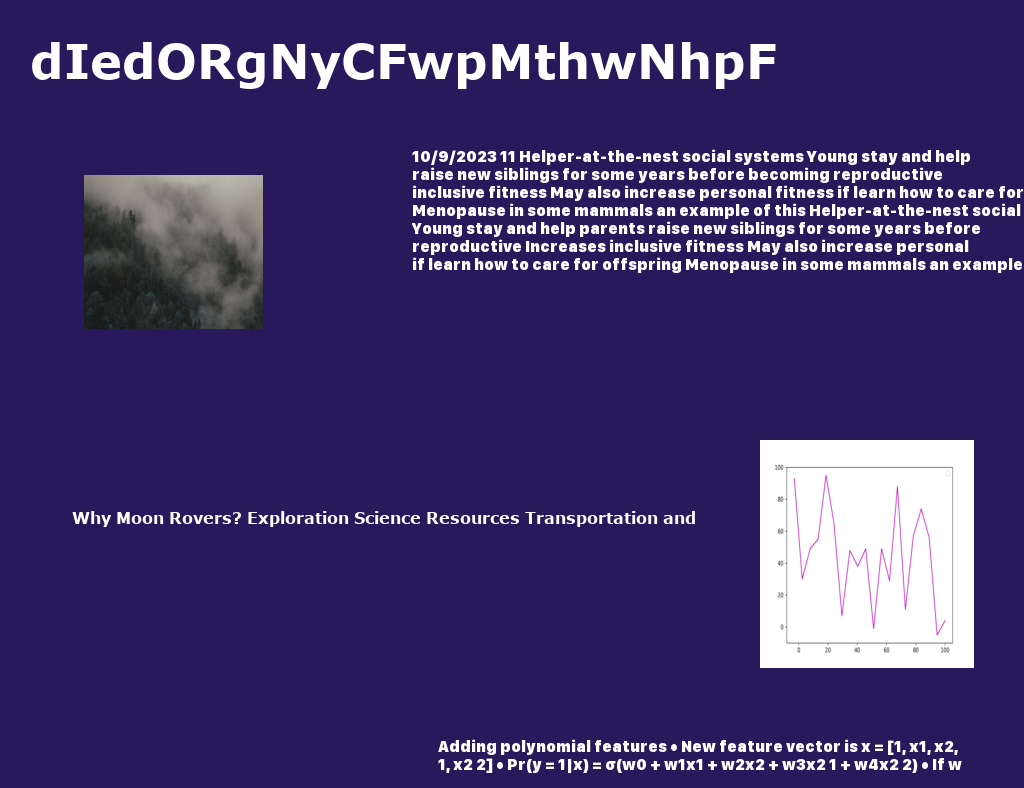 dIedORgNyCFwpMthwNhpF
10/9/2023 11 Helper-at-the-nest social systems Young stay and help
raise new siblings for some years before becoming reproductive
inclusive fitness May also increase personal fitness if learn how to care for
Menopause in some mammals an example of this Helper-at-the-nest social
Young stay and help parents raise new siblings for some years before
reproductive Increases inclusive fitness May also increase personal
if learn how to care for offspring Menopause in some mammals an example
Why Moon Rovers? Exploration Science Resources Transportation and
100
80
60
40
20
0
0 20 40 60 80 100
Adding polynomial features • New feature vector is x = [1, x1, x2,
1, x2 2] • Pr(y = 1|x) = σ(w0 + w1x1 + w2x2 + w3x2 1 + w4x2 2) • If w